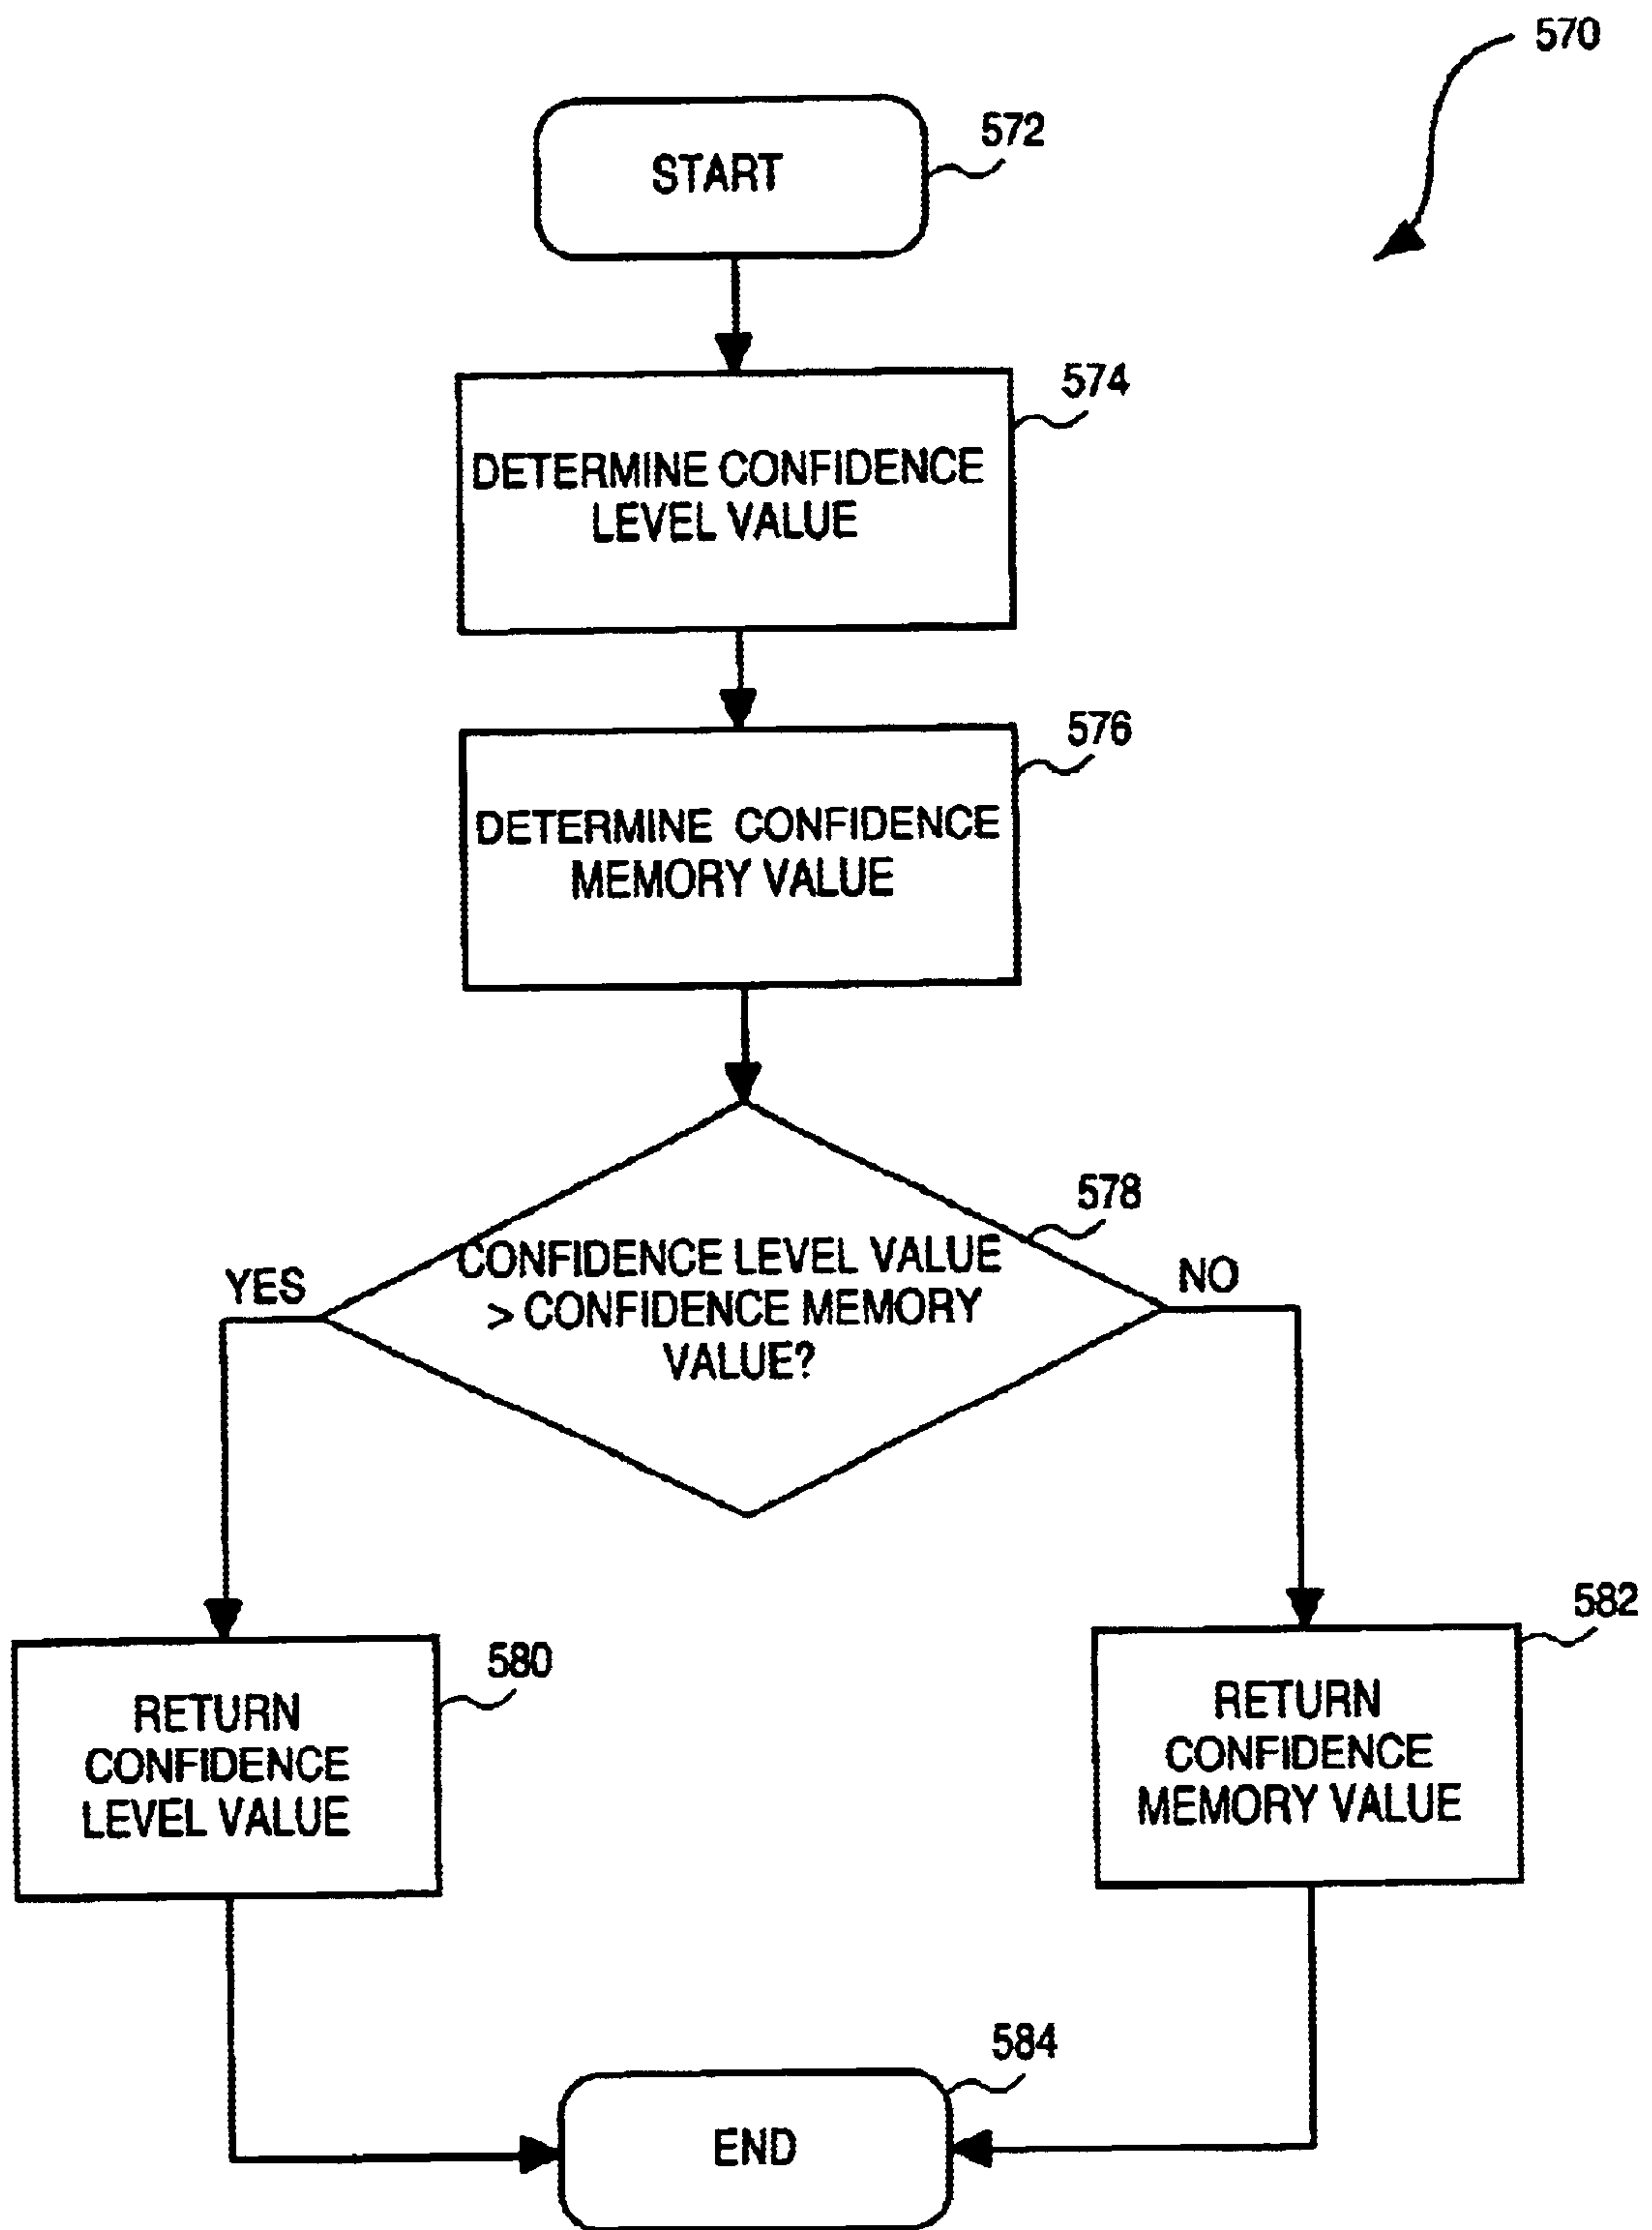 570
572
START
574
DETERMINE CONFIDENCE
LEVEL VALUE
576
DETERMINE CONFIDENCE
MEMORY VALUE
578
CONFIDENCE LEVEL VALUE
> CONFIDENCE MEMORY
VALUE?
YES
NO
580
RETURN
CONFIDENCE
LEVEL VALUE
582
RETURN
CONFIDENCE
MEMORY VALUE
584
END